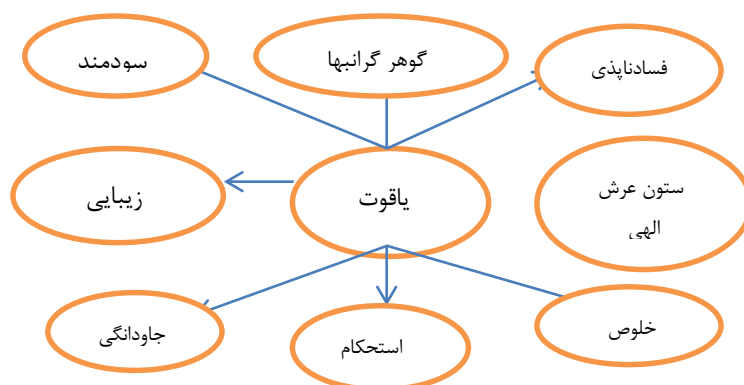 سودمند
گوهر گرانبها
فسادناپذی
زیبایی
یاقوت
ستون عرش
الهی
جاودانگی
استحکام
خلوص